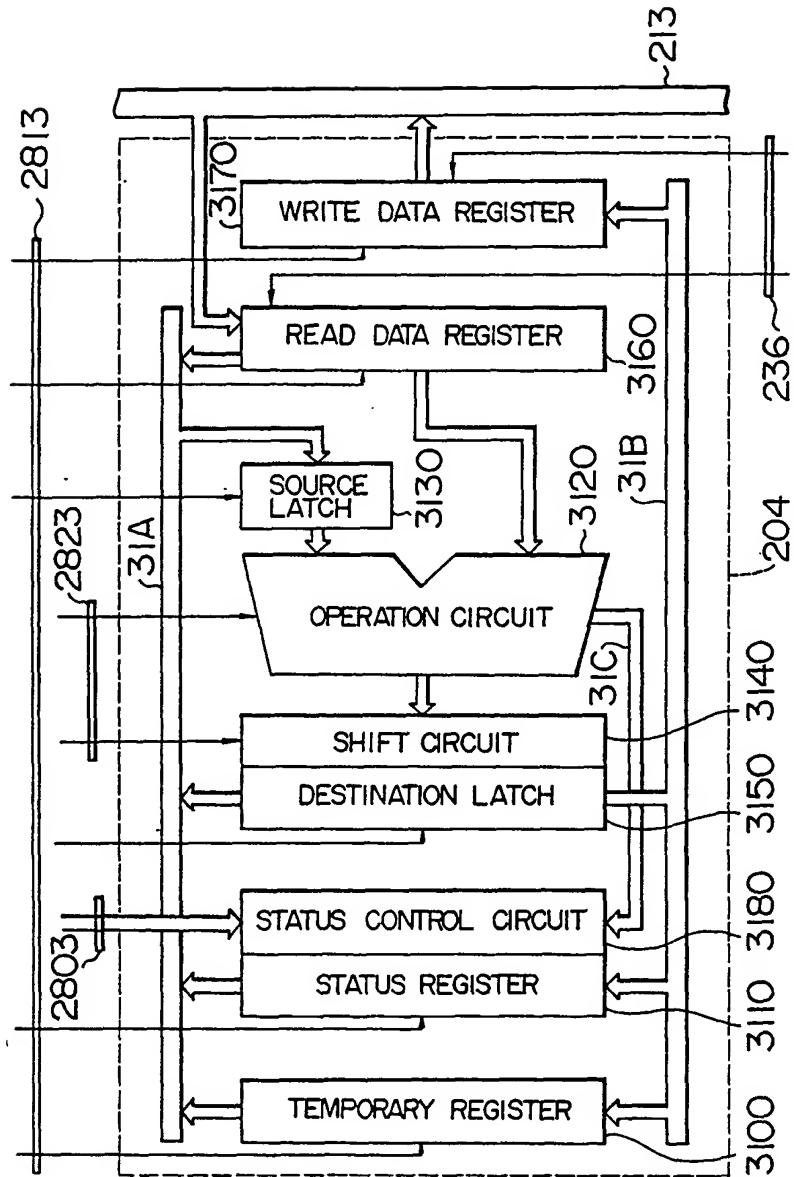 2813
213
3170
WRITE DATA REGISTER
READ DATA REGISTER
3160
236
SOURCE
LATCH
3130
31A
2823
OPERATION CIRCUIT
3120
31B
204
31C
SHIFT CIRCUIT
3140
DESTINATION LATCH
3150
2803
STATUS CONTROL CIRCUIT
3180
STATUS REGISTER
3110
TEMPORARY REGISTER
3100